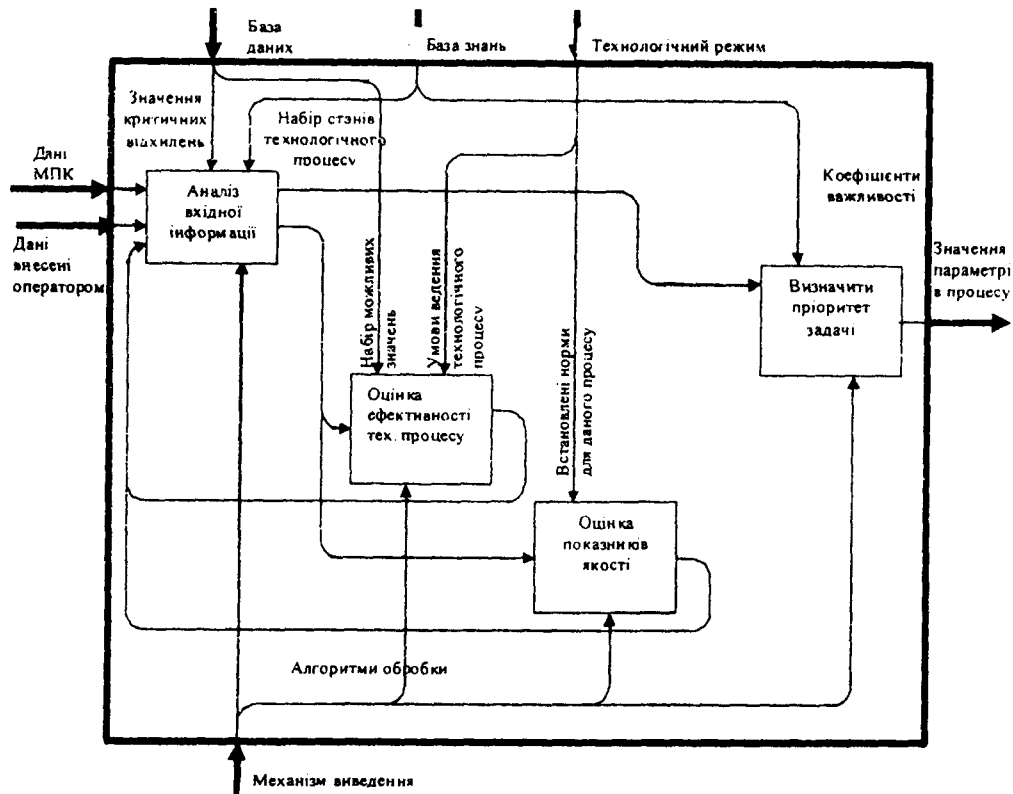 База
даних
База знань
Технологічний режим
Значення
критичних
відхилень
Набір станів
технологічного
процесу
Дані
МПК
Аналіз
вхідної
інформації
Дані
внесені
оператором
Коефішієнти
важливості
Значення
параметрі
в процесу
Визначити
пріоритет
задачі
Набір можливих
значень
Умови ведення
технологічного
процесу
Оцінка
ефективності
тех. процесу
Встановлені норми
для даного процесу
Оцінка
показників
якості
Алгоритми обробки
Механізм виведення